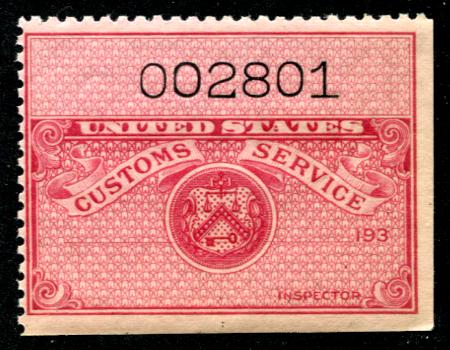 002801
UNITED STATES
CUSTOMS SERVICE
193
INSPECTOR